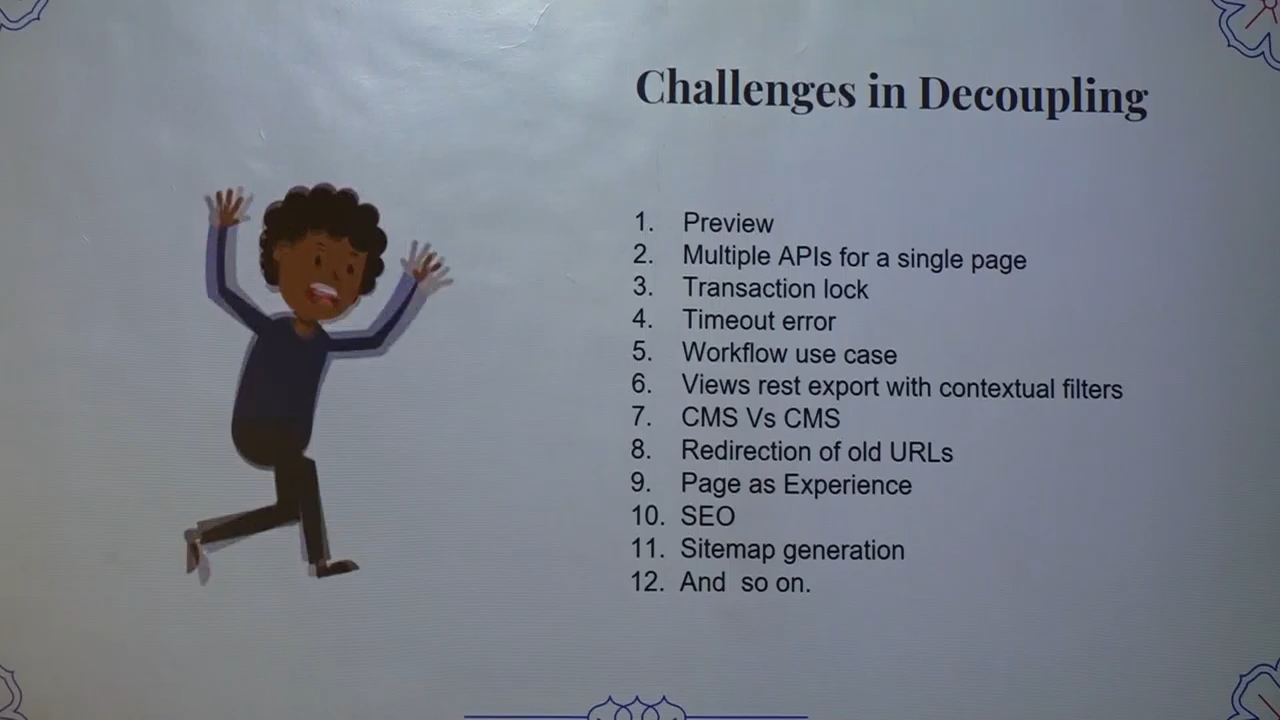 Challenges in Decoupling
1. Preview
2. Multiple APIs for a single page
3. Transaction lock
4. Timeout error
5. Workflow use case
6. Views rest export with contextual filters
7. CMS Vs CMS
8. Redirection of old URLs
9. Page as Experience
10. SEO
11. Sitemap generation
12. And so on.